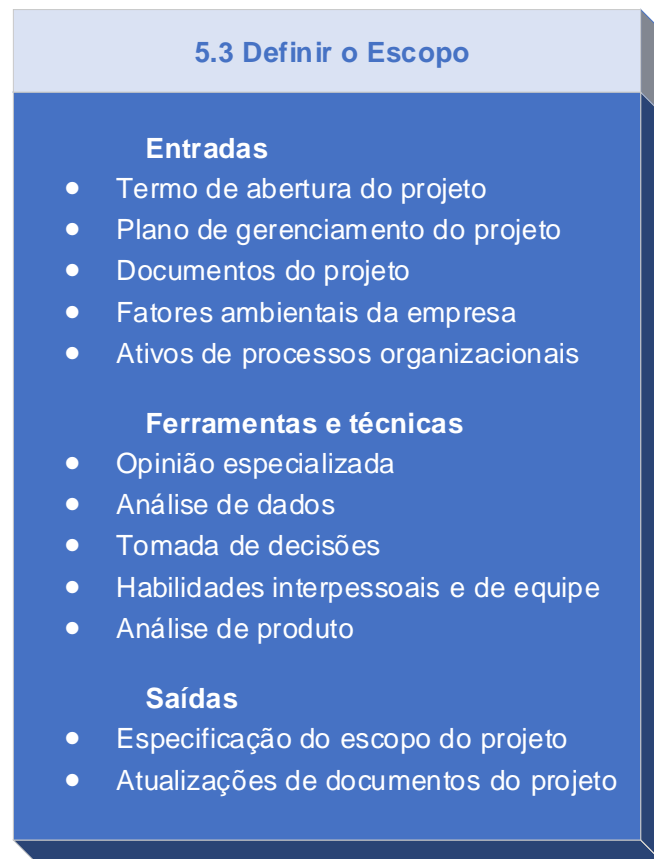 5.3 Definir o Escopo
Entradas
• Termo de abertura do projeto
• Plano de gerenciamento do projeto
• Documentos do projeto
• Fatores ambientais da empresa
• Ativos de processos organizacionais
Ferramentas e técnicas
• Opinião especializada
• Análise de dados
• Tomada de decisões
• Habilidades interpessoais e de equipe
• Análise de produto
Saídas
• Especificação do escopo do projeto
• Atualizações de documentos do projeto